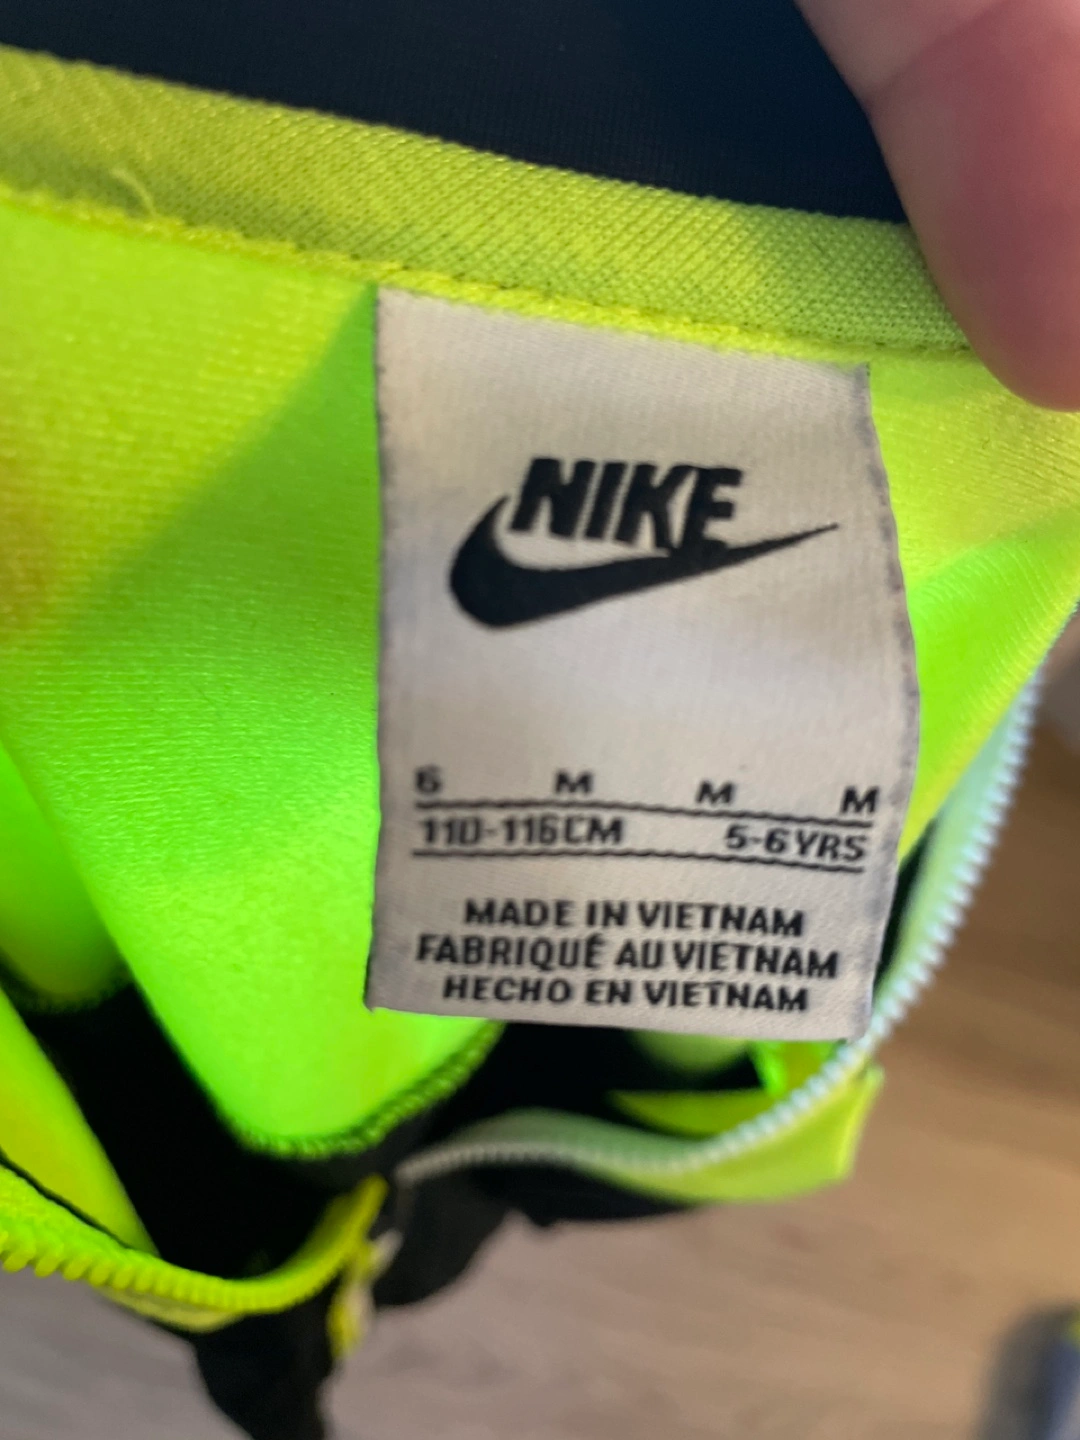 NIKE
6 M M M
110-116CM 5-6YRS
MADE IN VIETNAM
FABRIQUÉ AU VIETNAM
HECHO EN VIETNAM